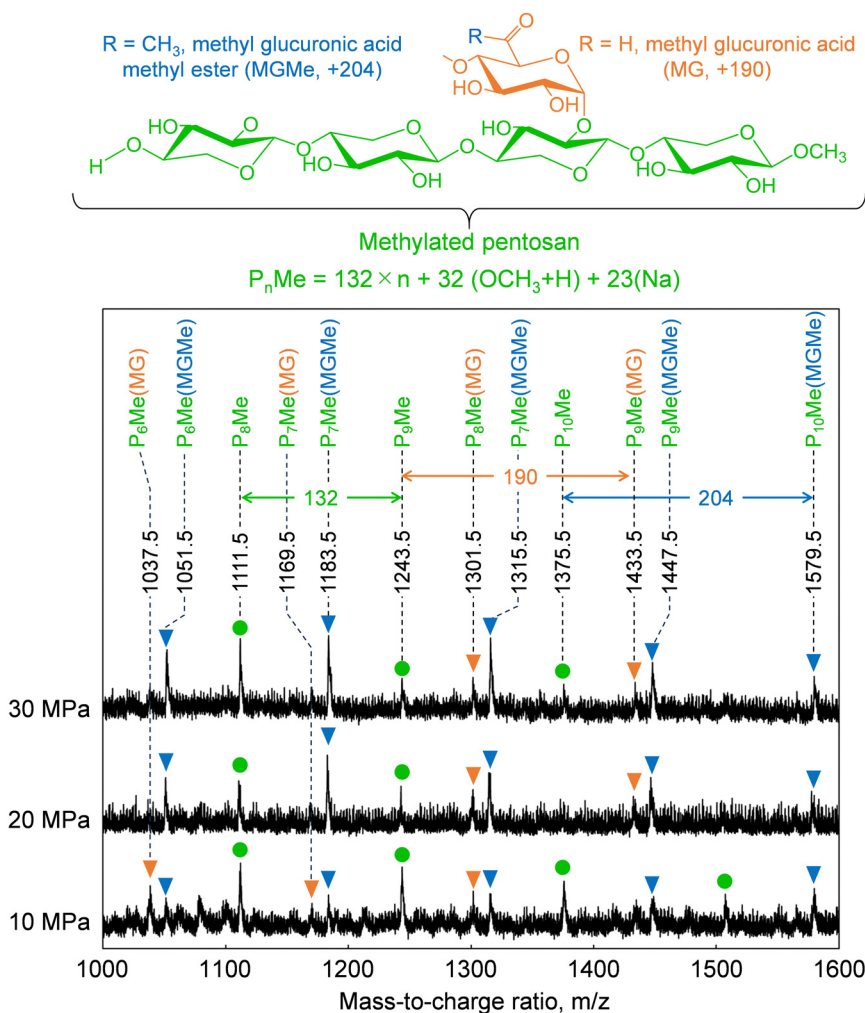 R = CH₃, methyl glucuronic acid
methyl ester (MGMe, +204)
R
O
O
O
HO
OH
O
R = H, methyl glucuronic acid
(MG, +190)
HO
O
H
O
O
O
HO
O
HO
OH
O
HO
O
O
O
O
HO
OH
OCH₃
Methylated pentosan
PₙMe = 132 × n + 32 (OCH₃+H) + 23(Na)
P₆Me(MG)
P₆Me(MGMe)
P₈Me
P₇Me(MG)
P₇Me(MGMe)
P₉Me
P₈Me(MG)
P₇Me(MGMe)
P₁₀Me
P₉Me(MG)
P₉Me(MGMe)
P₁₀Me(MGMe)
190
132
204
1037.5
1051.5
1111.5
1169.5
1183.5
1243.5
1301.5
1315.5
1375.5
1433.5
1447.5
1579.5
30 MPa
20 MPa
10 MPa
1000 1100 1200 1300 1400 1500 1600
Mass-to-charge ratio, m/z